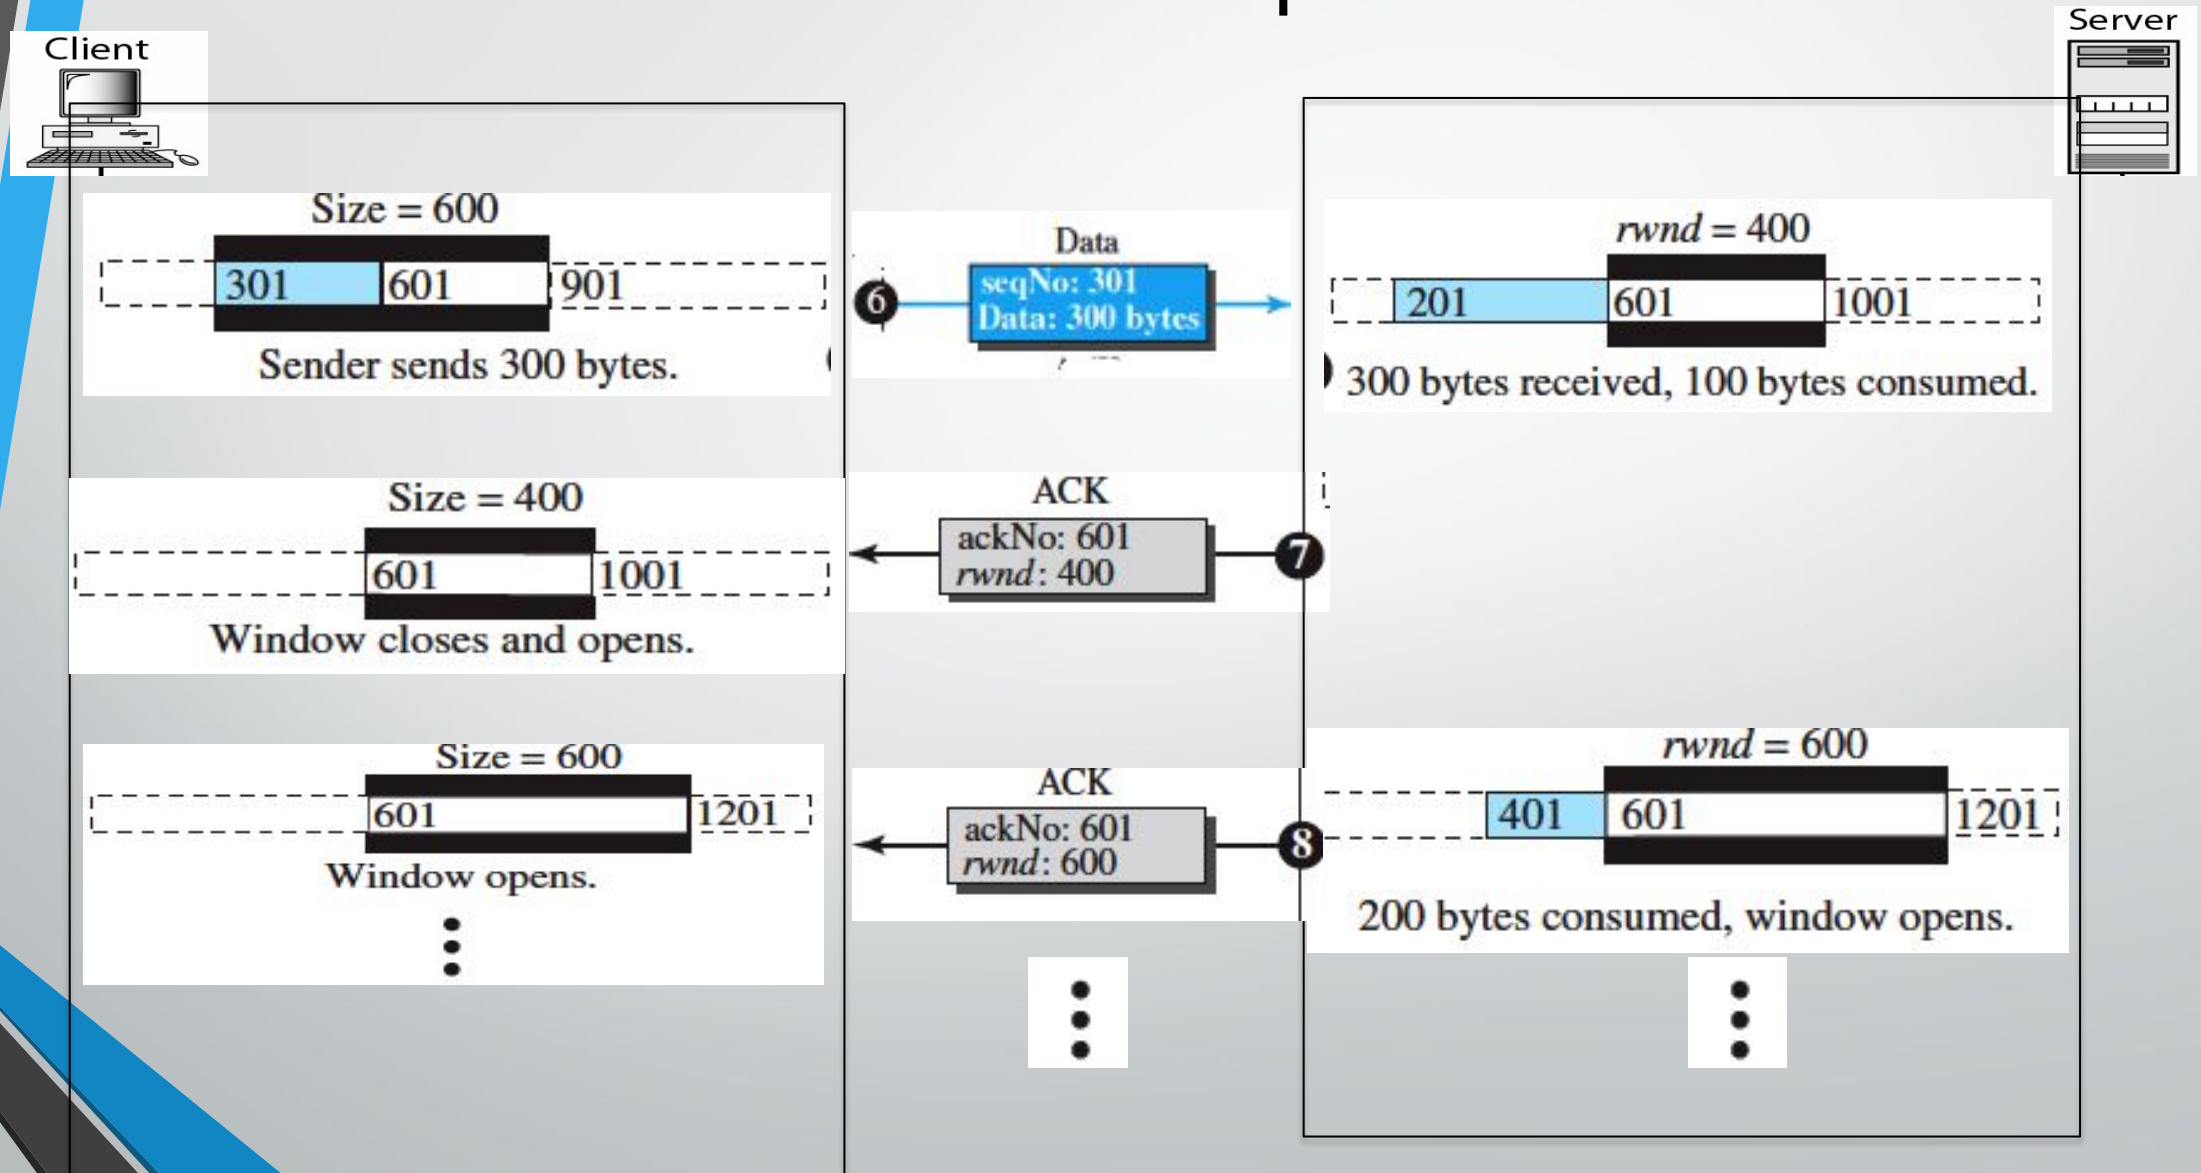 Client
Server
Size = 600
301
601
901
Sender sends 300 bytes.
6
Data
seqNo: 301
Data: 300 bytes
rwnd = 400
201
601
1001
300 bytes received, 100 bytes consumed.
Size = 400
601
1001
Window closes and opens.
ACK
ackNo: 601
rwnd: 400
7
Size = 600
601
1201
Window opens.
ACK
ackNo: 601
rwnd: 600
8
rwnd = 600
401
601
1201
200 bytes consumed, window opens.